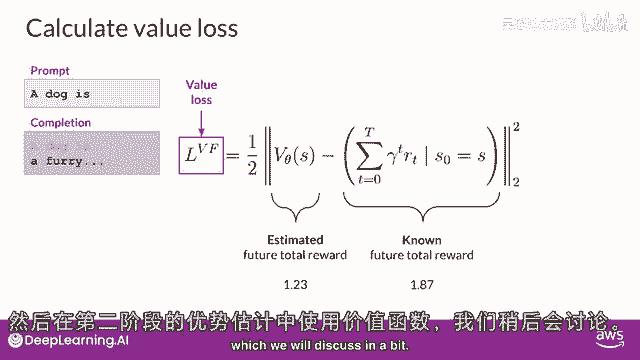 Calculate value loss
Prompt
A dog is
Completion
a furry...
Value
loss
L^{VF} = \frac{1}{2} \left\| V_\theta(s) - \left( \sum_{t=0}^{T} \gamma^t r_t \mid s_0 = s \right) \right\|_2^2
Estimated
future total reward
1.23
Known
future total reward
1.87
然后在第二阶段的优势估计中使用价值函数，我们稍后会讨论。
which we will discuss in a bit.
DeepLearning.AI
aws